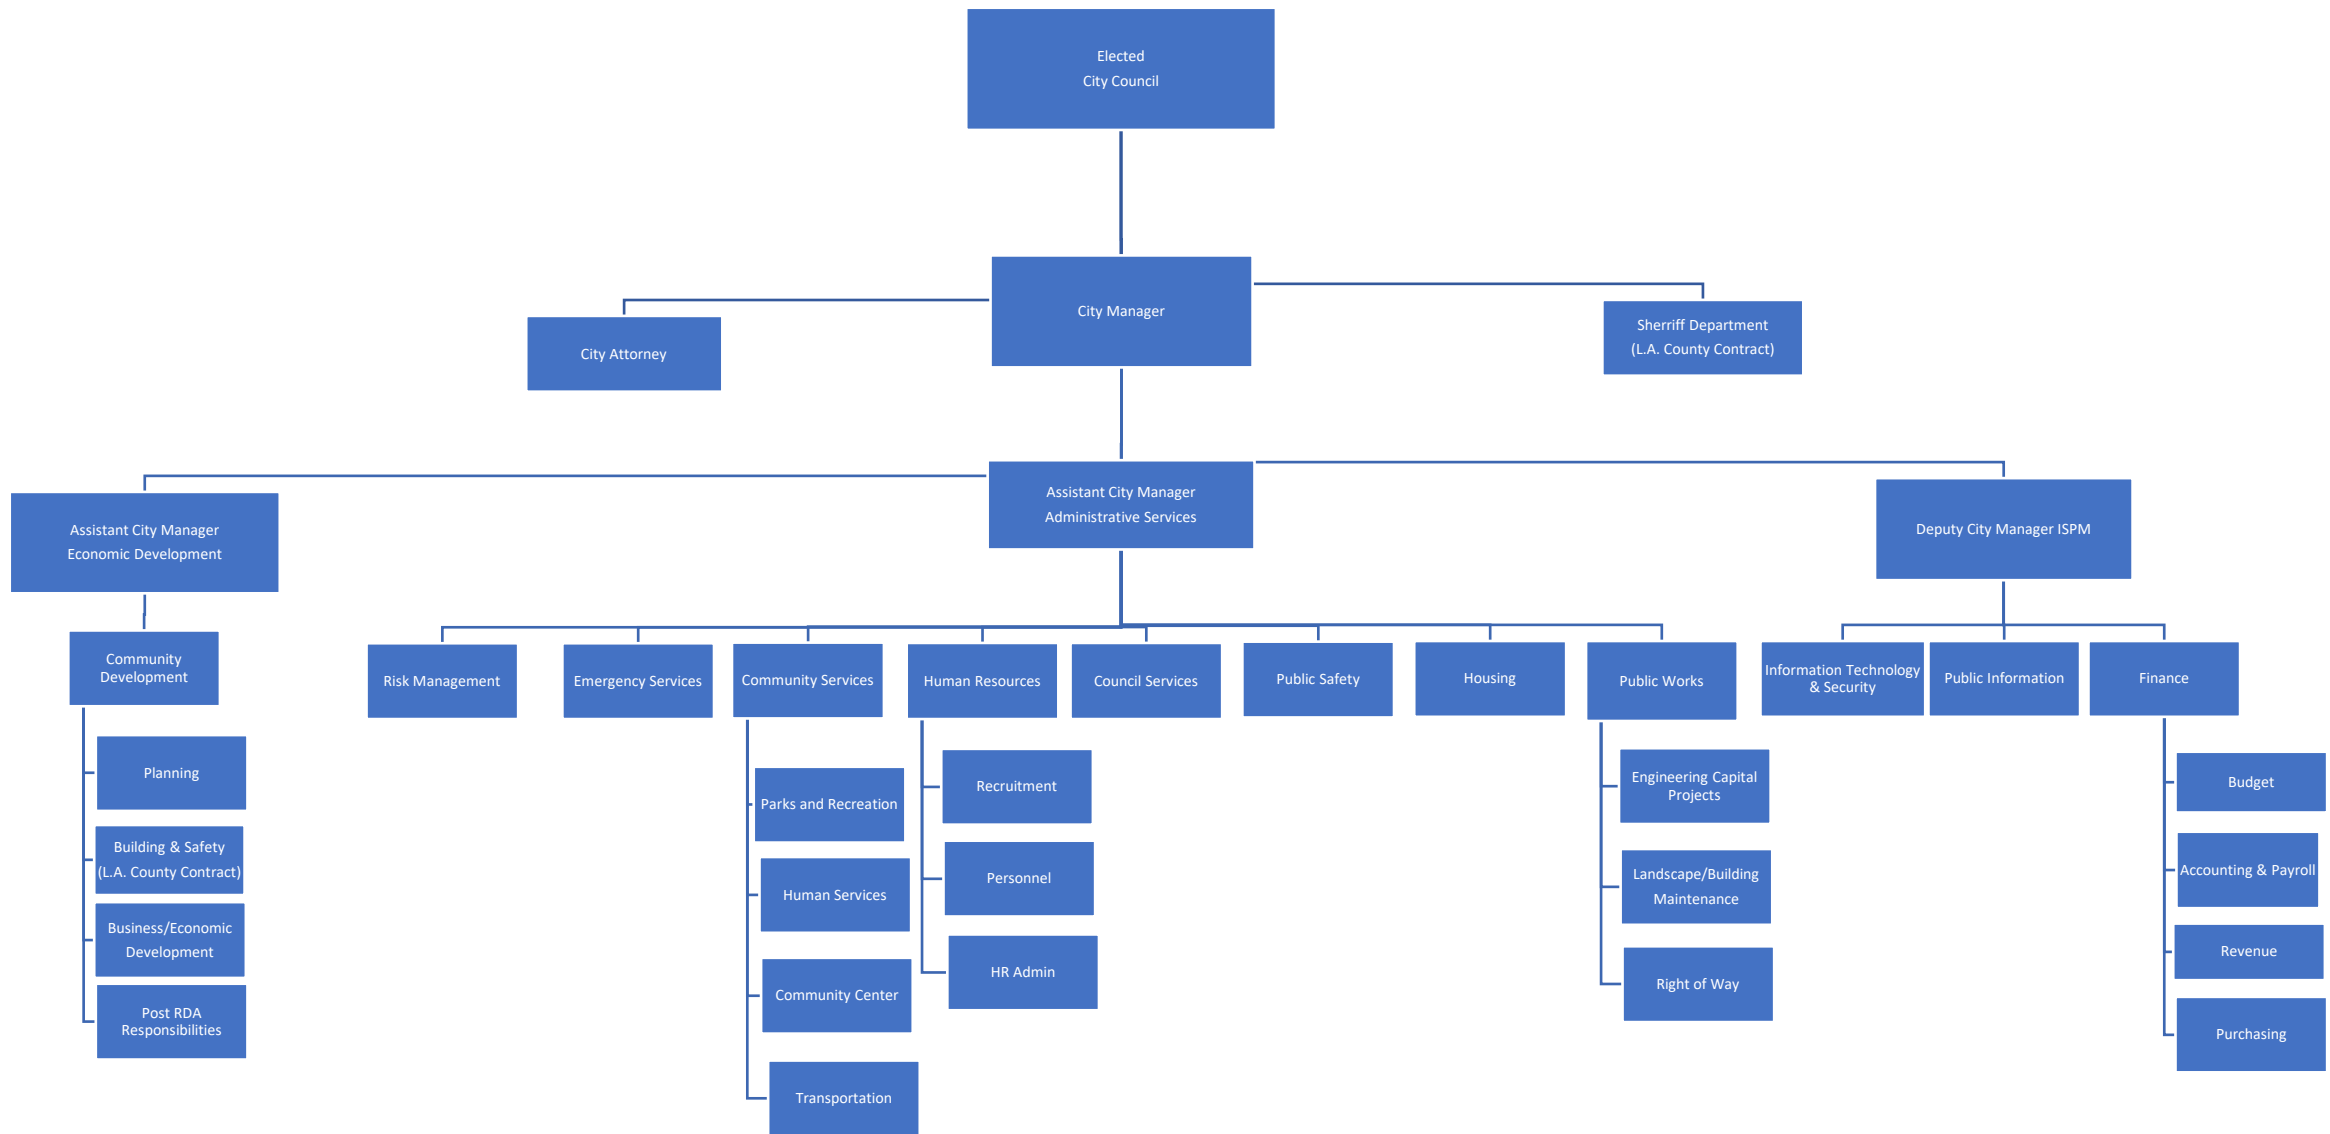 Elected
City Council
City Manager
City Attorney
Sherriff Department
(L.A. County Contract)
Assistant City Manager
Administrative Services
Assistant City Manager
Economic Development
Deputy City Manager ISPM
Community
Development
Risk Management
Emergency Services
Community Services
Human Resources
Council Services
Public Safety
Housing
Public Works
Information Technology
& Security
Public Information
Finance
Planning
Building & Safety
(L.A. County Contract)
Business/Economic
Development
Post RDA
Responsibilities
Parks and Recreation
Human Services
Community Center
Transportation
Recruitment
Personnel
HR Admin
Engineering Capital
Projects
Landscape/Building
Maintenance
Right of Way
Budget
Accounting & Payroll
Revenue
Purchasing